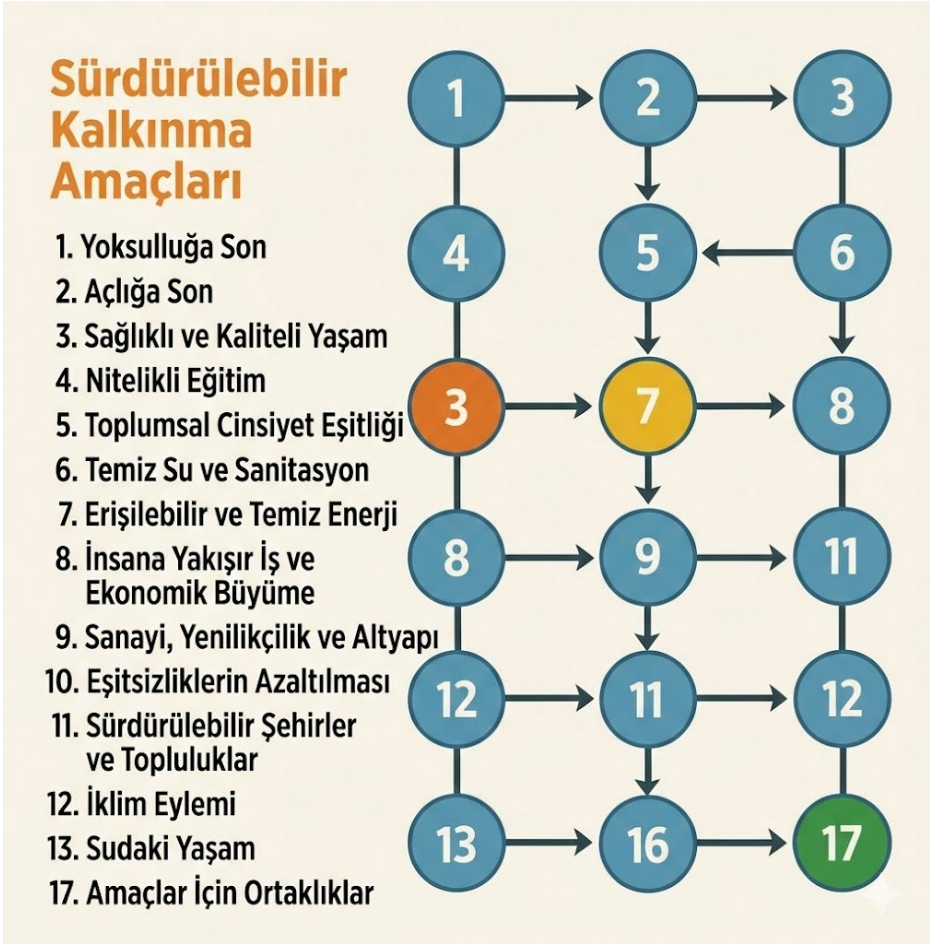 Sürdürülebilir
Kalkınma
Amaçları
1. Yoksulluğa Son
2. Açlığa Son
3. Sağlıklı ve Kaliteli Yaşam
4. Nitelikli Eğitim
5. Toplumsal Cinsiyet Eşitliği
6. Temiz Su ve Sanitasyon
7. Erişilebilir ve Temiz Enerji
8. İnsana Yakışır İş ve
Ekonomik Büyüme
9. Sanayi, Yenilikçilik ve Altyapı
10. Eşitsizliklerin Azaltılması
11. Sürdürülebilir Şehirler
ve Topluluklar
12. İklim Eylemi
13. Sudaki Yaşam
17. Amaçlar İçin Ortaklıklar
1 2 3
4 5 6
3 7 8
8 9 11
12 11 12
13 16 17